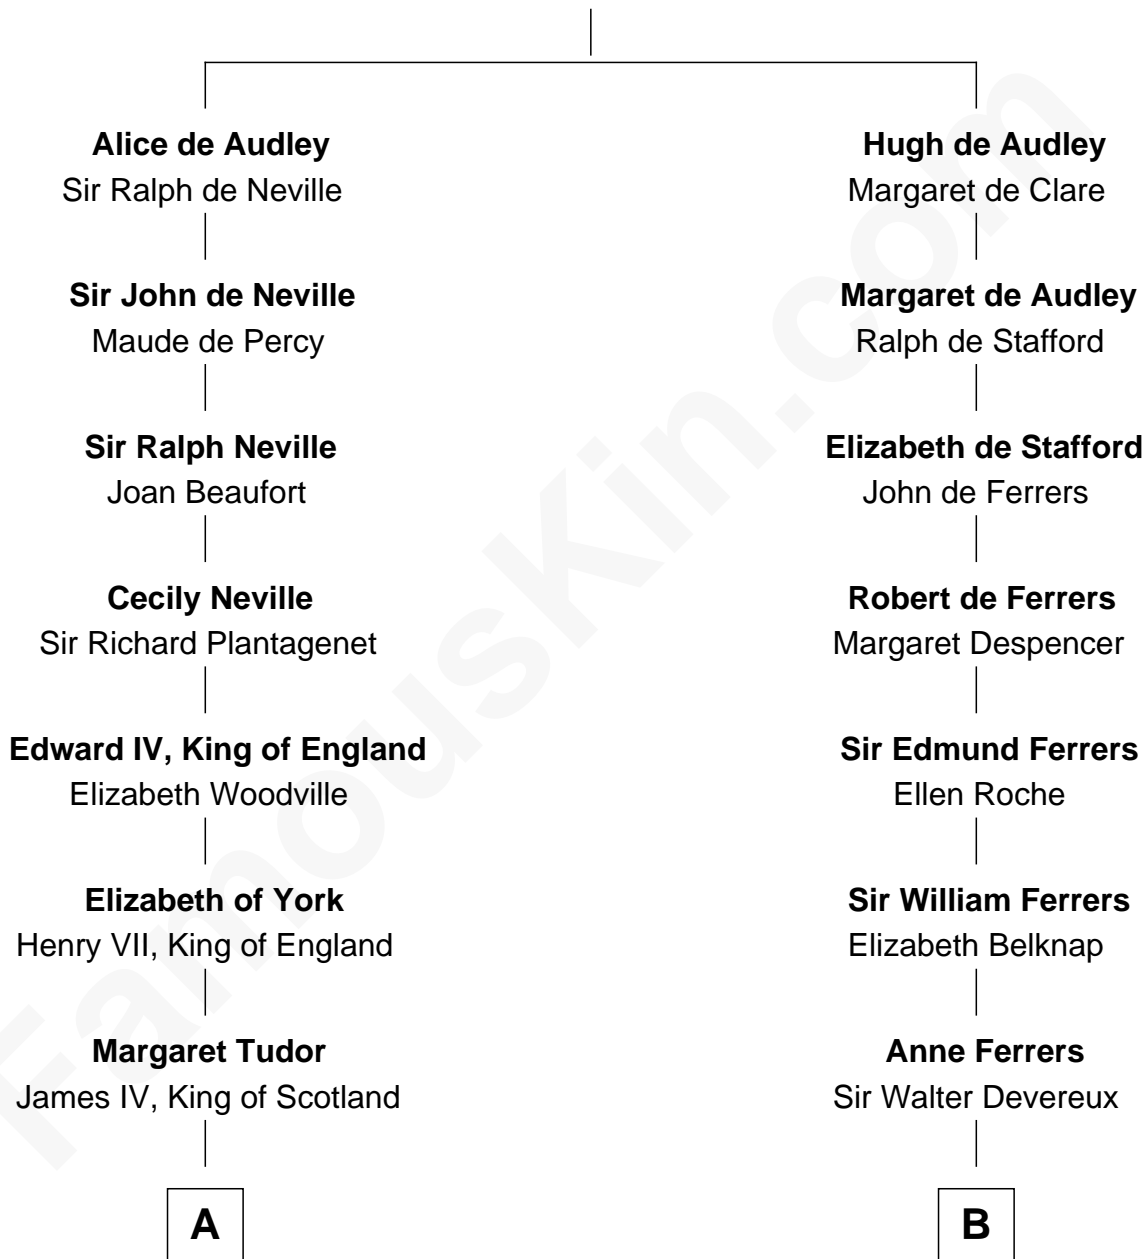 Alice de Audley
Sir Ralph de Neville
Sir John de Neville
Maude de Percy
Sir Ralph Neville
Joan Beaufort
Cecily Neville
Sir Richard Plantagenet
Edward IV, King of England
Elizabeth Woodville
Elizabeth of York
Henry VII, King of England
Margaret Tudor
James IV, King of Scotland
A
Hugh de Audley
Margaret de Clare
Margaret de Audley
Ralph de Stafford
Elizabeth de Stafford
John de Ferrers
Robert de Ferrers
Margaret Despencer
Sir Edmund Ferrers
Ellen Roche
Sir William Ferrers
Elizabeth Belknap
Anne Ferrers
Sir Walter Devereux
B
FamousKin.com